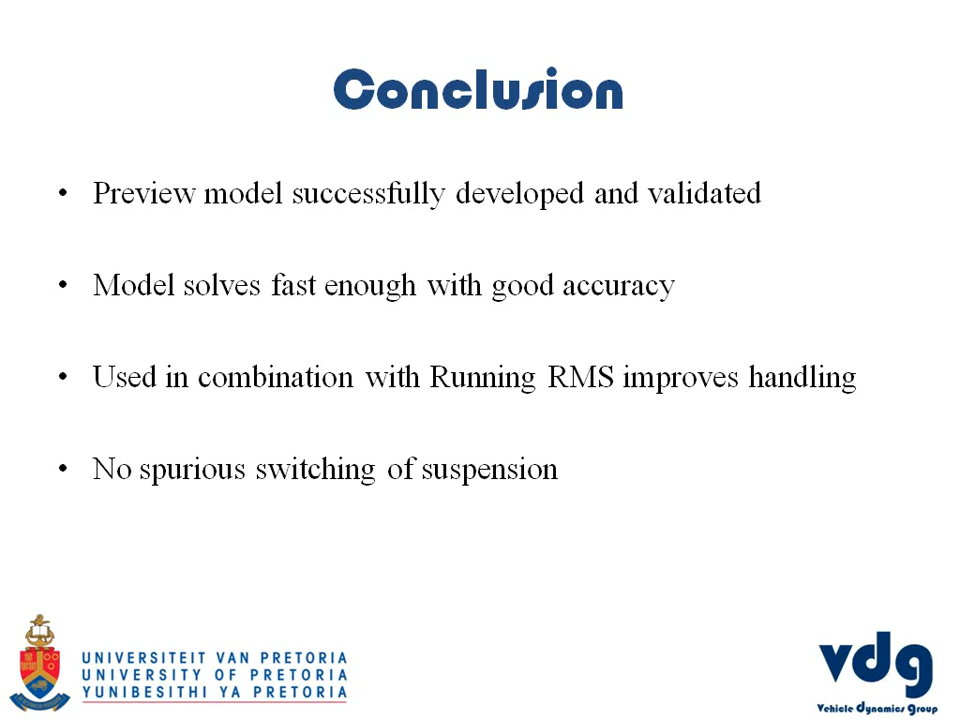 Conclusion
• Preview model successfully developed and validated
• Model solves fast enough with good accuracy
• Used in combination with Running RMS improves handling
• No spurious switching of suspension
UNIVERSITEIT VAN PRETORIA
UNIVERSITY OF PRETORIA
YUNIBESITHI YA PRETORIA
vdg
Vehicle Dynamics Group